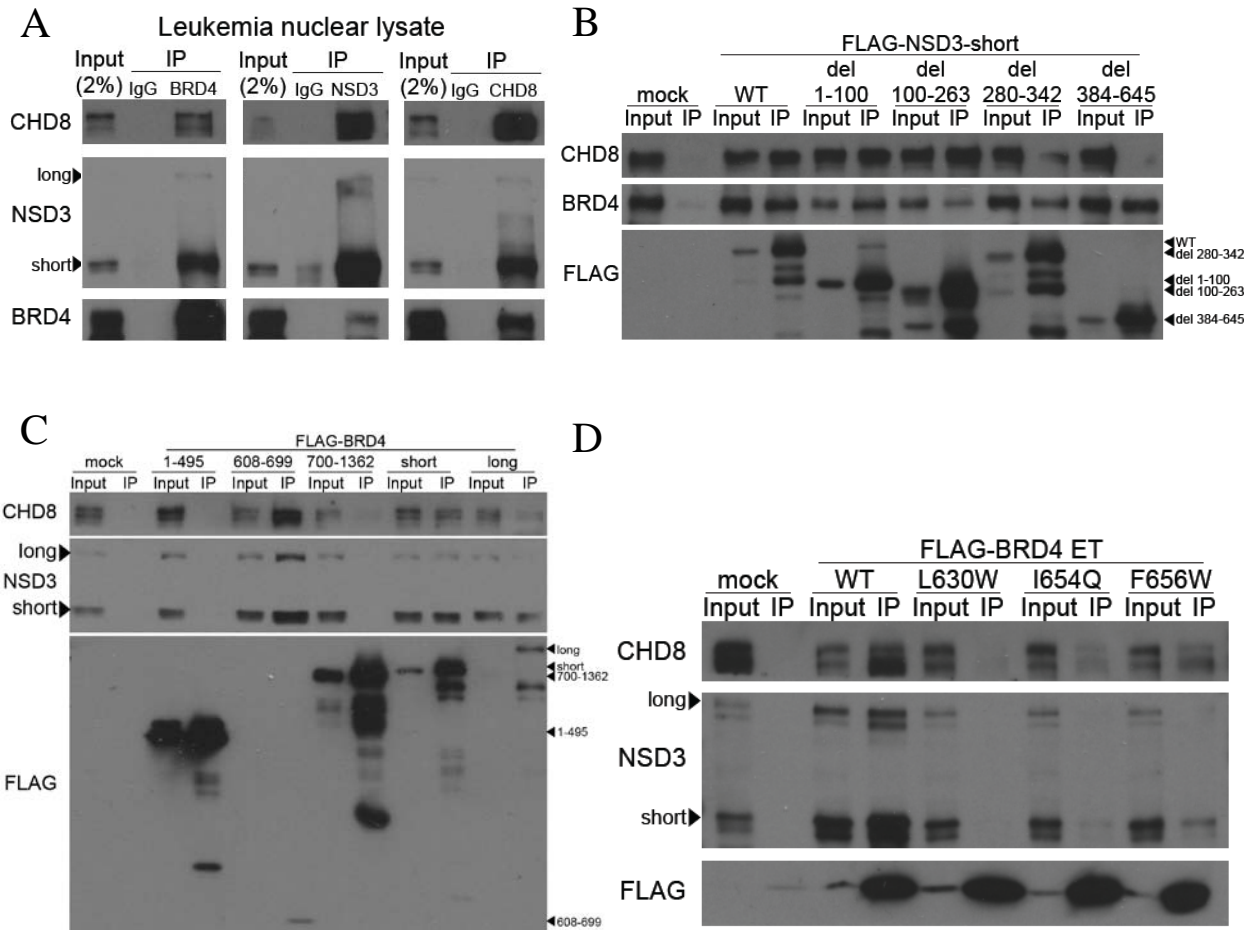 A
Leukemia nuclear lysate
Input (2%) IP Input (2%) IP Input (2%) IP
IgG BRD4 IgG NSD3 IgG CHD8
CHD8
long
NSD3
short
BRD4
B
FLAG-NSD3-short
mock WT del 1-100 del 100-263 del 280-342 del 384-645
Input IP Input IP Input IP Input IP Input IP Input IP
CHD8
BRD4
FLAG
WT
del 280-342
del 1-100
del 100-263
del 384-645
C
FLAG-BRD4
mock 1-495 608-699 700-1362 short long
Input IP Input IP Input IP Input IP Input IP Input IP
CHD8
long
NSD3
short
FLAG
long
short
700-1362
1-495
608-699
D
FLAG-BRD4 ET
mock WT L630W I654Q F656W
Input IP Input IP Input IP Input IP Input IP
CHD8
long
NSD3
short
FLAG